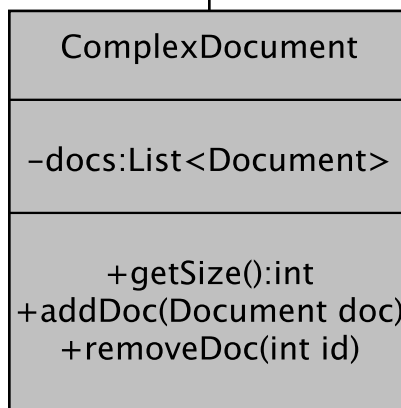 ComplexDocument
-docs:List<Document>
+getSize():int
+addDoc(Document doc)
+removeDoc(int id)